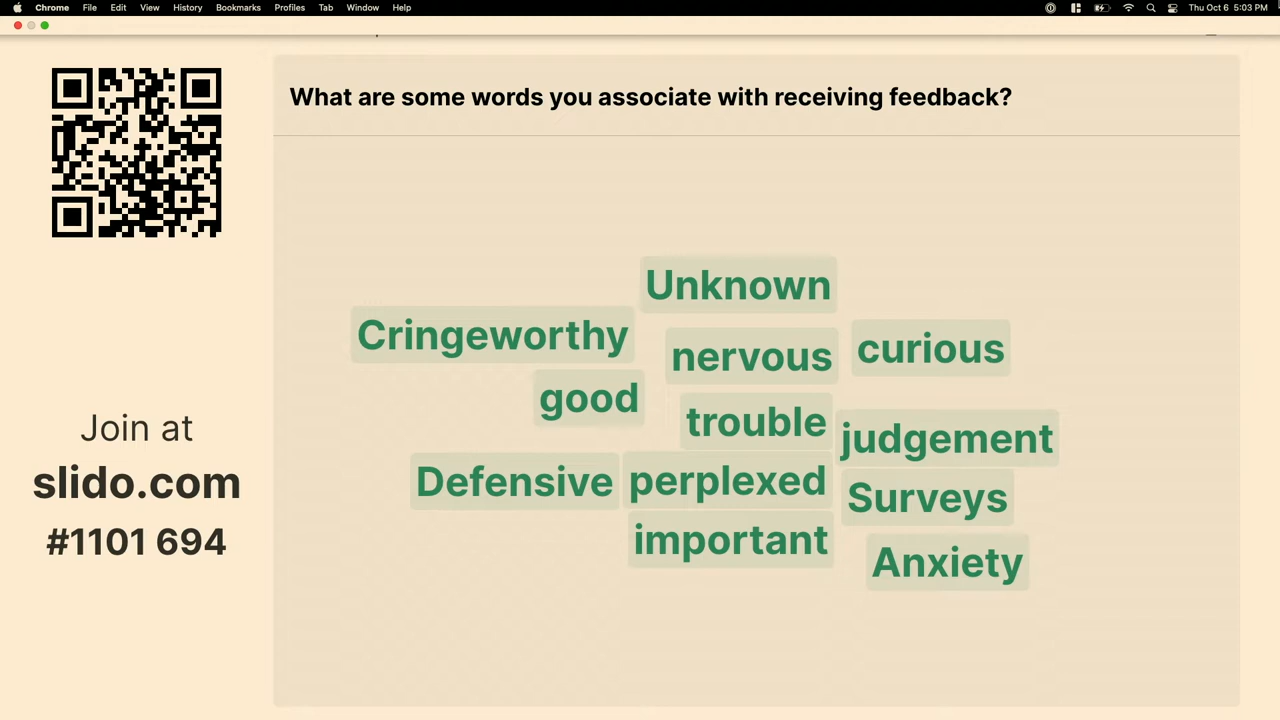 Chrome File Edit View History Bookmarks Profiles Tab Window Help Thu Oct 6 5:03 PM
What are some words you associate with receiving feedback?
Unknown
Cringeworthy
nervous
curious
good
trouble
judgement
Defensive
perplexed
Surveys
important
Anxiety
Join at
slido.com
#1101 694